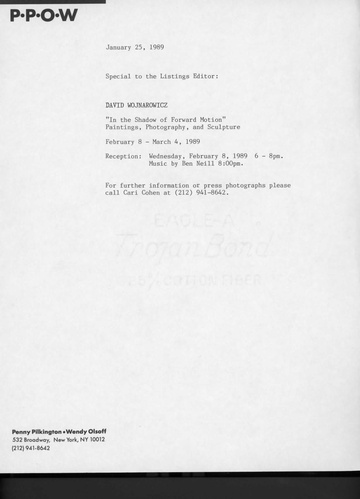 P·P·O·W
January 25, 1989
Special to the Listings Editor:
DAVID WOJNAROWICZ
"In the Shadow of Forward Motion"
Paintings, Photography, and Sculpture
February 8 - March 4, 1989
Reception: Wednesday, February 8, 1989 6 - 8pm.
Music by Ben Neill 8:00pm.
For further information or press photographs please
call Cari Cohen at (212) 941-8642.
EAGLE-A
Trojan Bond
25% COTTON FIBER
Penny Pilkington • Wendy Olsoff
532 Broadway, New York, NY 10012
(212) 941-8642